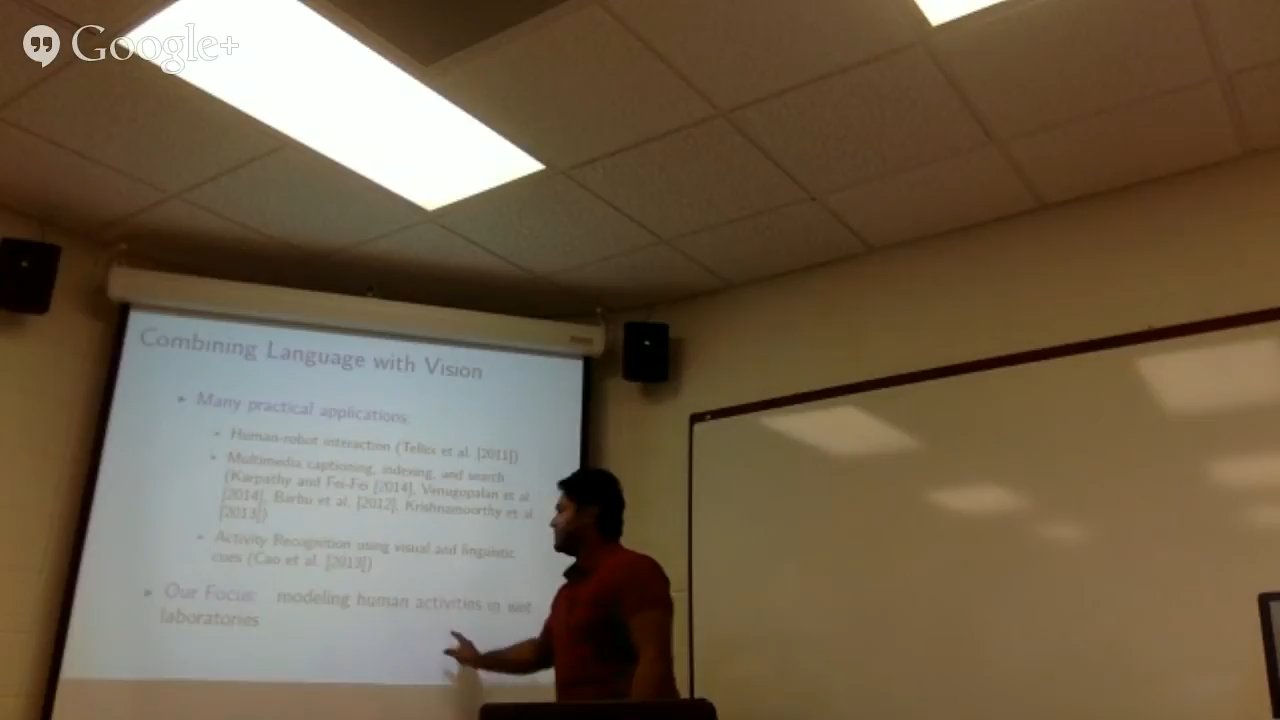 Google+
Combining Language with Vision
Many practical applications:
Human-robot interaction (Tellex et al. [2011])
Multimedia captioning, indexing, and search
(Karpathy and Fei-Fei [2014], Venugopalan et al.
[2014], Barbu et al. [2012], Krishnamoorthy et al.
[2013])
Activity Recognition using visual and linguistic
cues (Cao et al. [2013])
Our Focus: modeling human activities in wet
laboratories